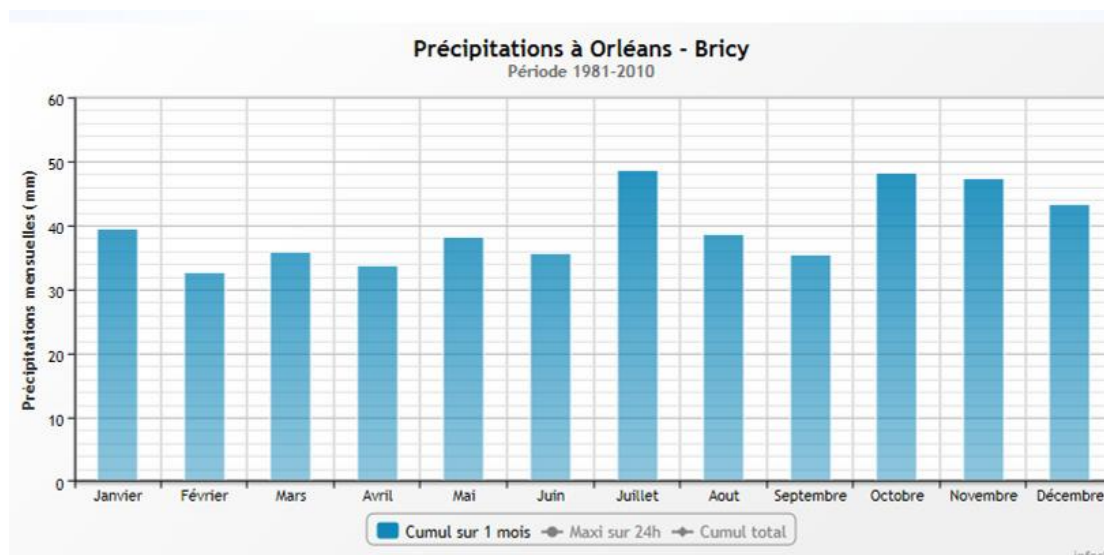 Précipitations à Orléans - Bricy
Période 1981-2010
Précipitations mensuelles (mm)
60
50
40
30
20
10
0
Janvier Février Mars Avril Mai Juin Juillet Aout Septembre Octobre Novembre Décembre
Cumul sur 1 mois Maxi sur 24h Cumul total